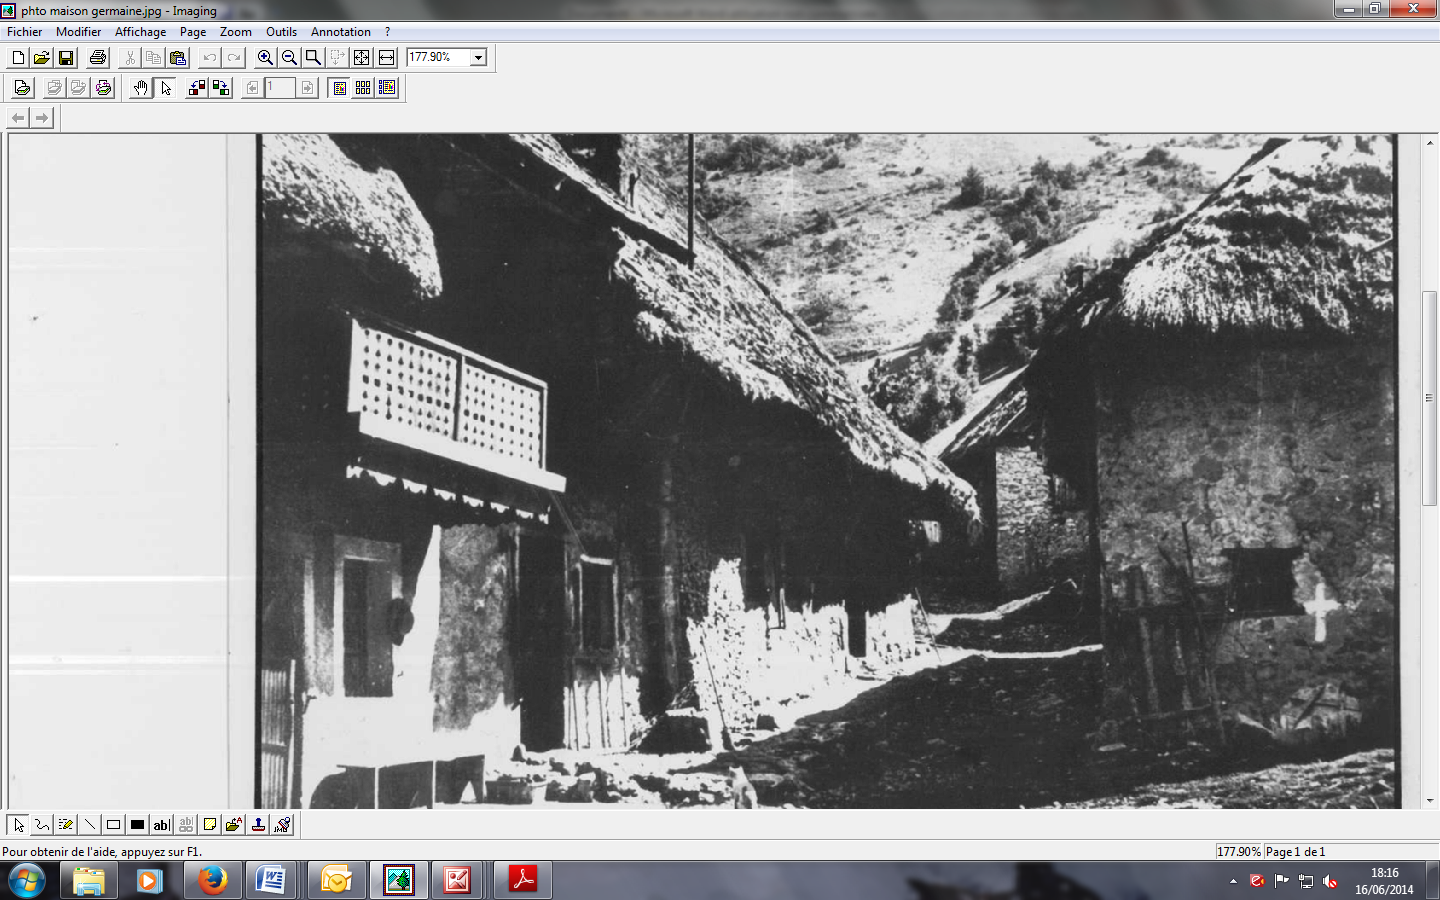 phto maison germaine.jpg - Imaging
Fichier Modifier Affichage Page Zoom Outils Annotation ?
177.90%
1
ab|
ab
Pour obtenir de l'aide, appuyez sur F1.
177.90% Page 1 de 1
18:16
16/06/2014